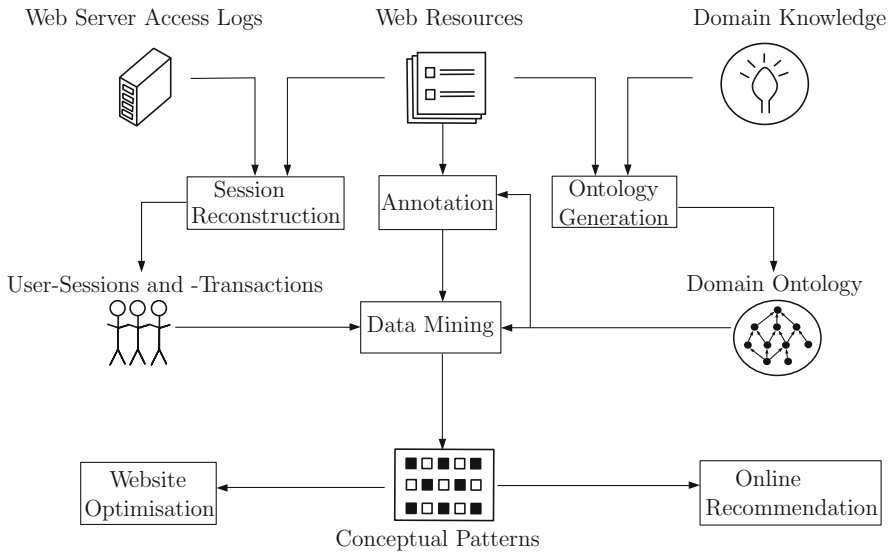 Web Server Access Logs
Web Resources
Domain Knowledge
Session
Reconstruction
Annotation
Ontology
Generation
User-Sessions and -Transactions
Data Mining
Domain Ontology
Website
Optimisation
Conceptual Patterns
Online
Recommendation